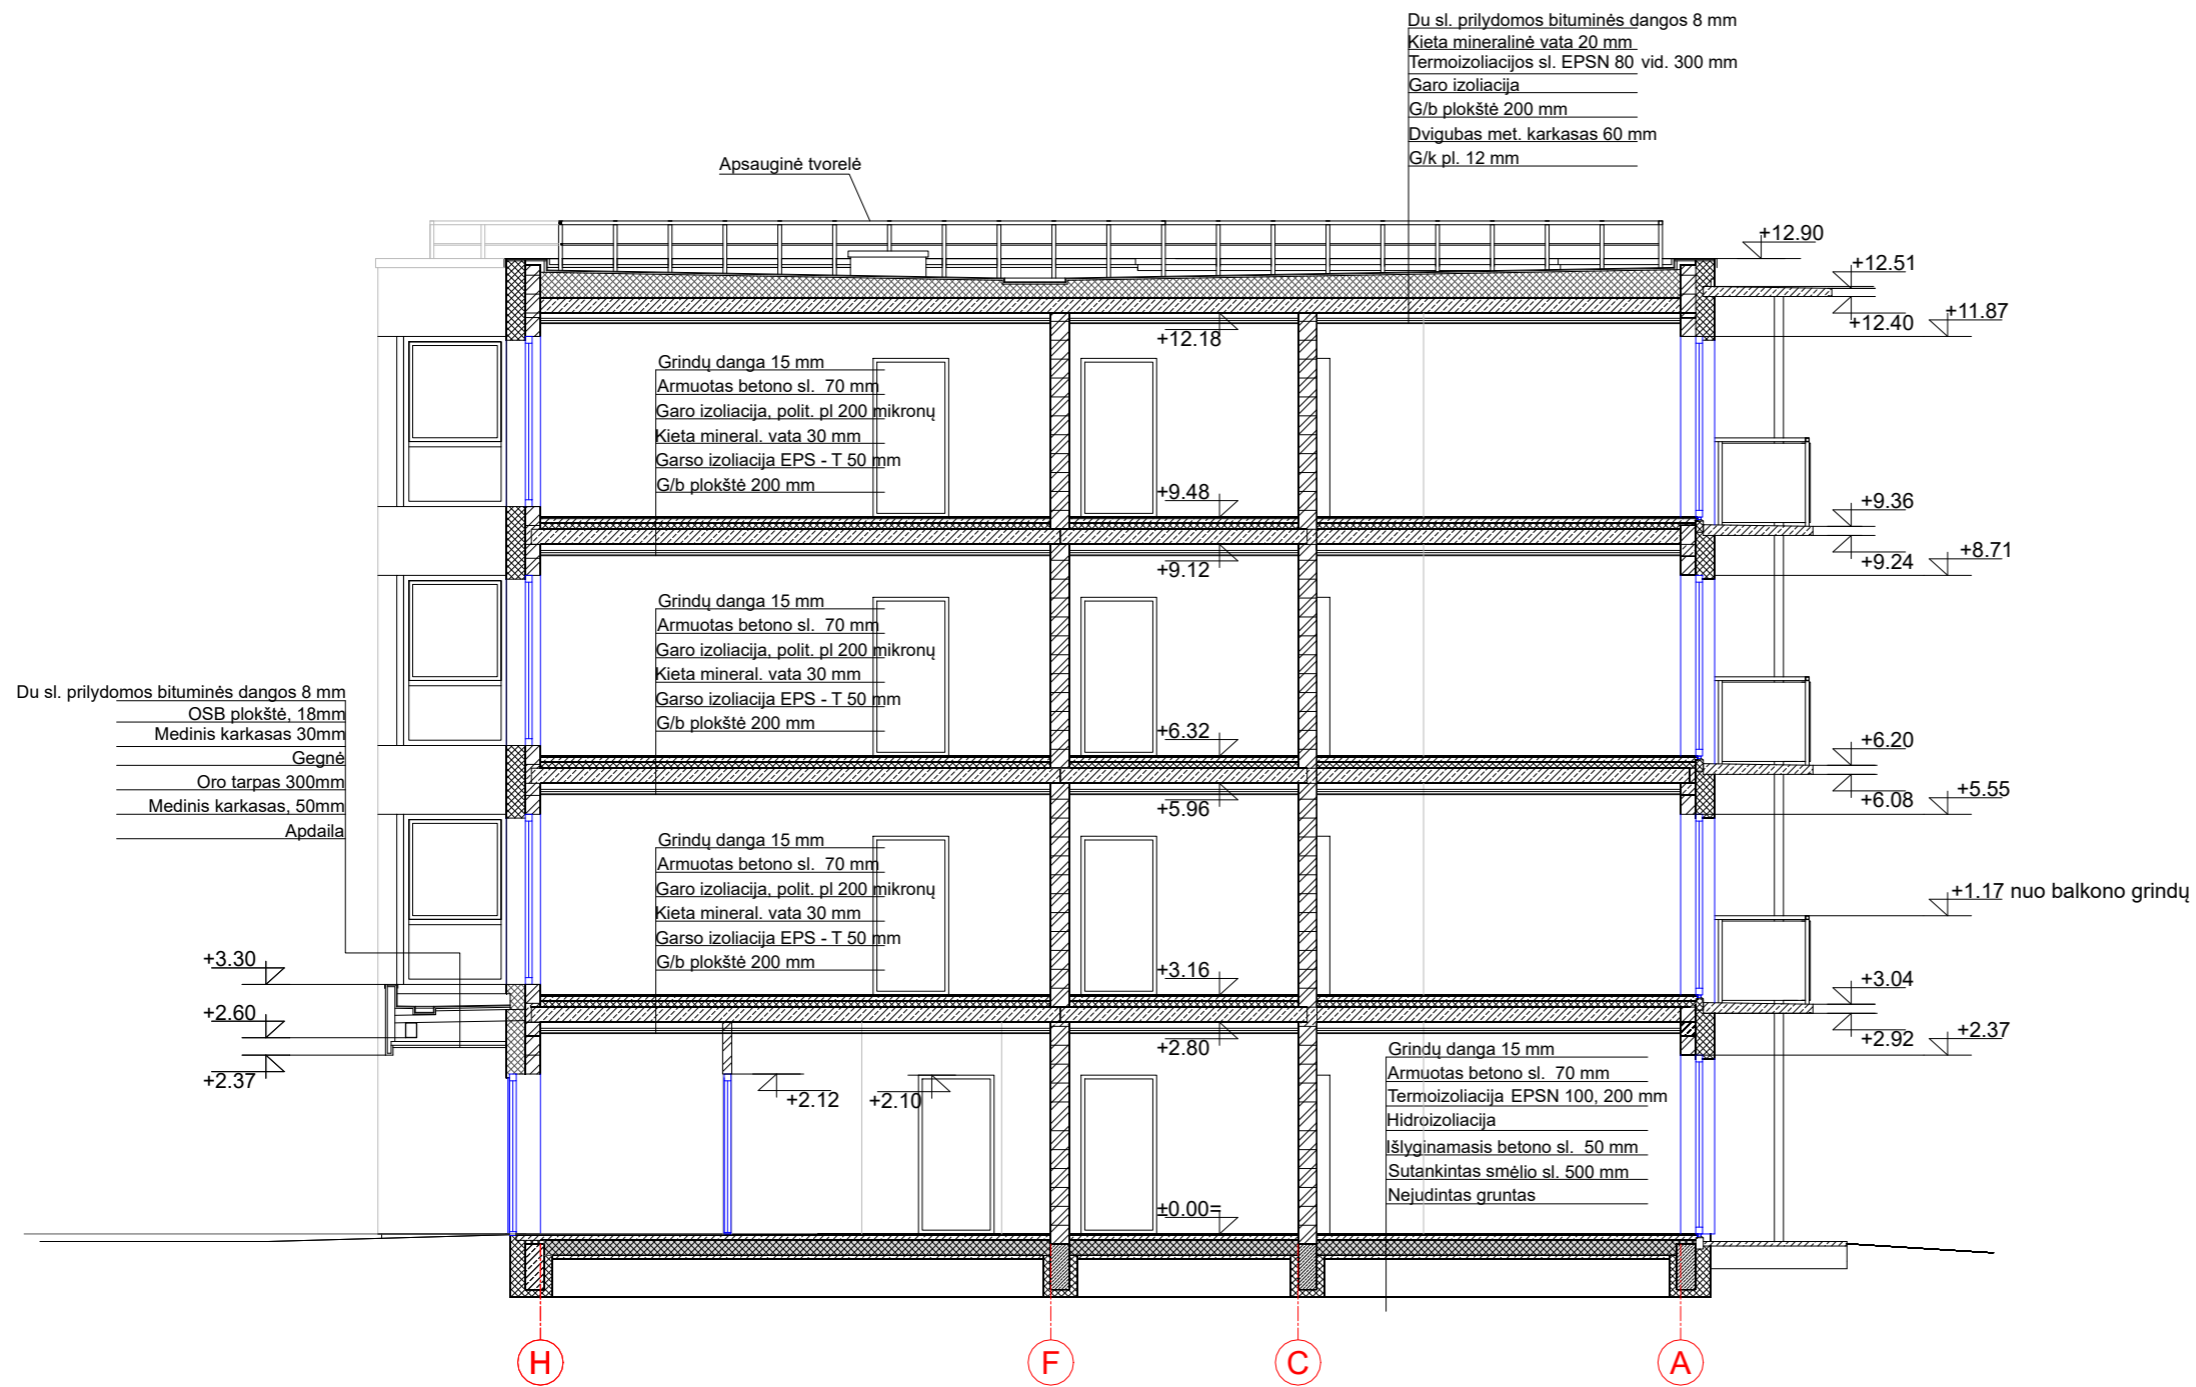 Du sl. prilydomos bituminės dangos 8 mm
Kieta mineralinė vata 20 mm
Termoizoliacijos sl. EPSN 80 vid. 300 mm
Garo izoliacija
G/b plokštė 200 mm
Dvigubas met. karkasas 60 mm
G/k pl. 12 mm
Apsauginė tvorelė
+12.90
+12.51
+11.87
+12.40
+12.18
Grindų danga 15 mm
Armuotas betono sl. 70 mm
Garo izoliacija, polit. pl 200 mikronų
Kieta mineral. vata 30 mm
Garso izoliacija EPS - T 50 mm
G/b plokštė 200 mm
+9.48
+9.36
+8.71
+9.24
+9.12
Grindų danga 15 mm
Armuotas betono sl. 70 mm
Garo izoliacija, polit. pl 200 mikronų
Kieta mineral. vata 30 mm
Garso izoliacija EPS - T 50 mm
G/b plokštė 200 mm
Du sl. prilydomos bituminės dangos 8 mm
OSB plokštė, 18mm
Medinis karkasas 30mm
Gegnė
Oro tarpas 300mm
Medinis karkasas, 50mm
Apdaila
+6.32
+6.20
+5.55
+6.08
+5.96
Grindų danga 15 mm
Armuotas betono sl. 70 mm
Garo izoliacija, polit. pl 200 mikronų
Kieta mineral. vata 30 mm
Garso izoliacija EPS - T 50 mm
G/b plokštė 200 mm
+1.17 nuo balkono grindų
+3.30
+3.16
+3.04
+2.60
+2.37
+2.92
+2.80
+2.37
+2.12
+2.10
Grindų danga 15 mm
Armuotas betono sl. 70 mm
Termoizoliacija EPSN 100, 200 mm
Hidroizoliacija
Išlyginamasis betono sl. 50 mm
Sutankintas smėlio sl. 500 mm
Nejudintas gruntas
±0.00=
H
F
C
A